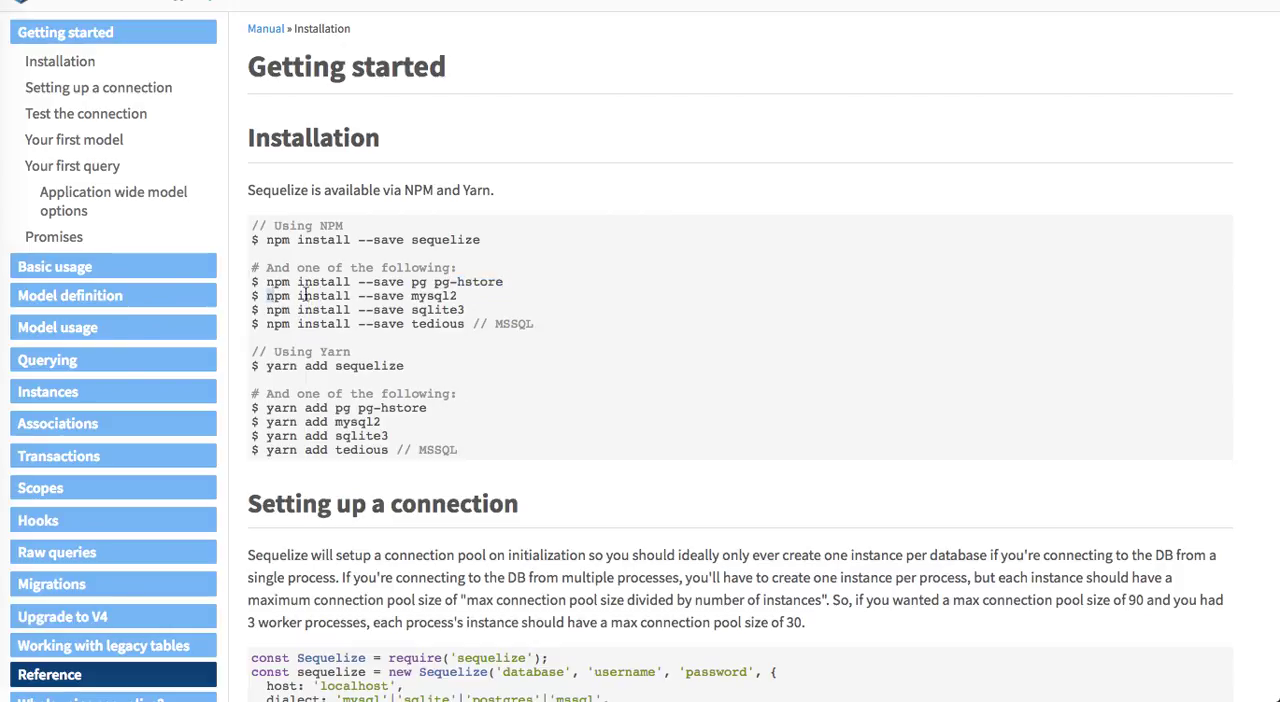 Getting started
Installation
Setting up a connection
Test the connection
Your first model
Your first query
Application wide model
options
Promises
Basic usage
Model definition
Model usage
Querying
Instances
Associations
Transactions
Scopes
Hooks
Raw queries
Migrations
Upgrade to V4
Working with legacy tables
Reference
Manual » Installation
Getting started
Installation
Sequelize is available via NPM and Yarn.
// Using NPM
$ npm install --save sequelize
# And one of the following:
$ npm install --save pg pg-hstore
$ npm install --save mysql2
$ npm install --save sqlite3
$ npm install --save tedious // MSSQL
// Using Yarn
$ yarn add sequelize
# And one of the following:
$ yarn add pg pg-hstore
$ yarn add mysql2
$ yarn add sqlite3
$ yarn add tedious // MSSQL
Setting up a connection
Sequelize will setup a connection pool on initialization so you should ideally only ever create one instance per database if you're connecting to the DB from a
single process. If you're connecting to the DB from multiple processes, you'll have to create one instance per process, but each instance should have a
maximum connection pool size of "max connection pool size divided by number of instances". So, if you wanted a max connection pool size of 90 and you had
3 worker processes, each process's instance should have a max connection pool size of 30.
const Sequelize = require('sequelize');
const sequelize = new Sequelize('database', 'username', 'password', {
host: 'localhost',
dialect: 'mysql'|'sqlite'|'postgres'|'mssql',